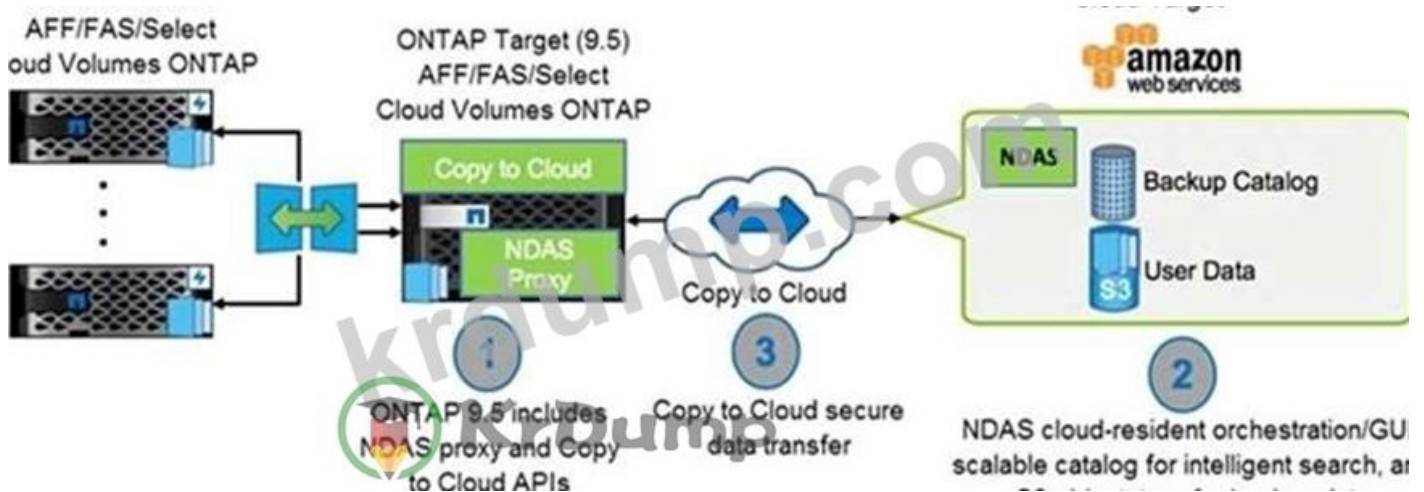 AFF/FAS/Select
oud Volumes ONTAP
ONTAP Target (9.5)
AFF/FAS/Select
Cloud Volumes ONTAP
Copy to Cloud
NDAS
Proxy
Copy to Cloud
amazon
web services
NDAS
Backup Catalog
User Data
S3
1
ONTAP 9.5 includes
NDAS proxy and Copy
to Cloud APIs
3
Copy to Cloud secure
data transfer
2
NDAS cloud-resident orchestration/GUI
scalable catalog for intelligent search, an
krdump.com
KrDump